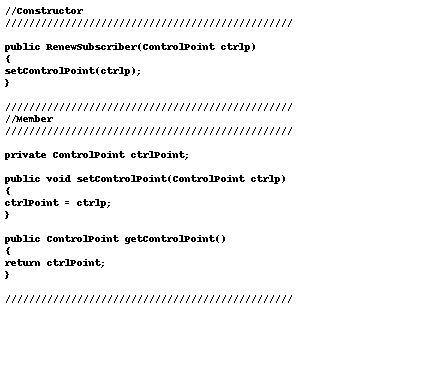 //Constructor
////////////////////////////////////////////////
public RenewSubscriber(ControlPoint ctrlp)
{
setControlPoint(ctrlp);
}
////////////////////////////////////////////////
//Member
////////////////////////////////////////////////
private ControlPoint ctrlPoint;
public void setControlPoint(ControlPoint ctrlp)
{
ctrlPoint = ctrlp;
}
public ControlPoint getControlPoint()
{
return ctrlPoint;
}
////////////////////////////////////////////////